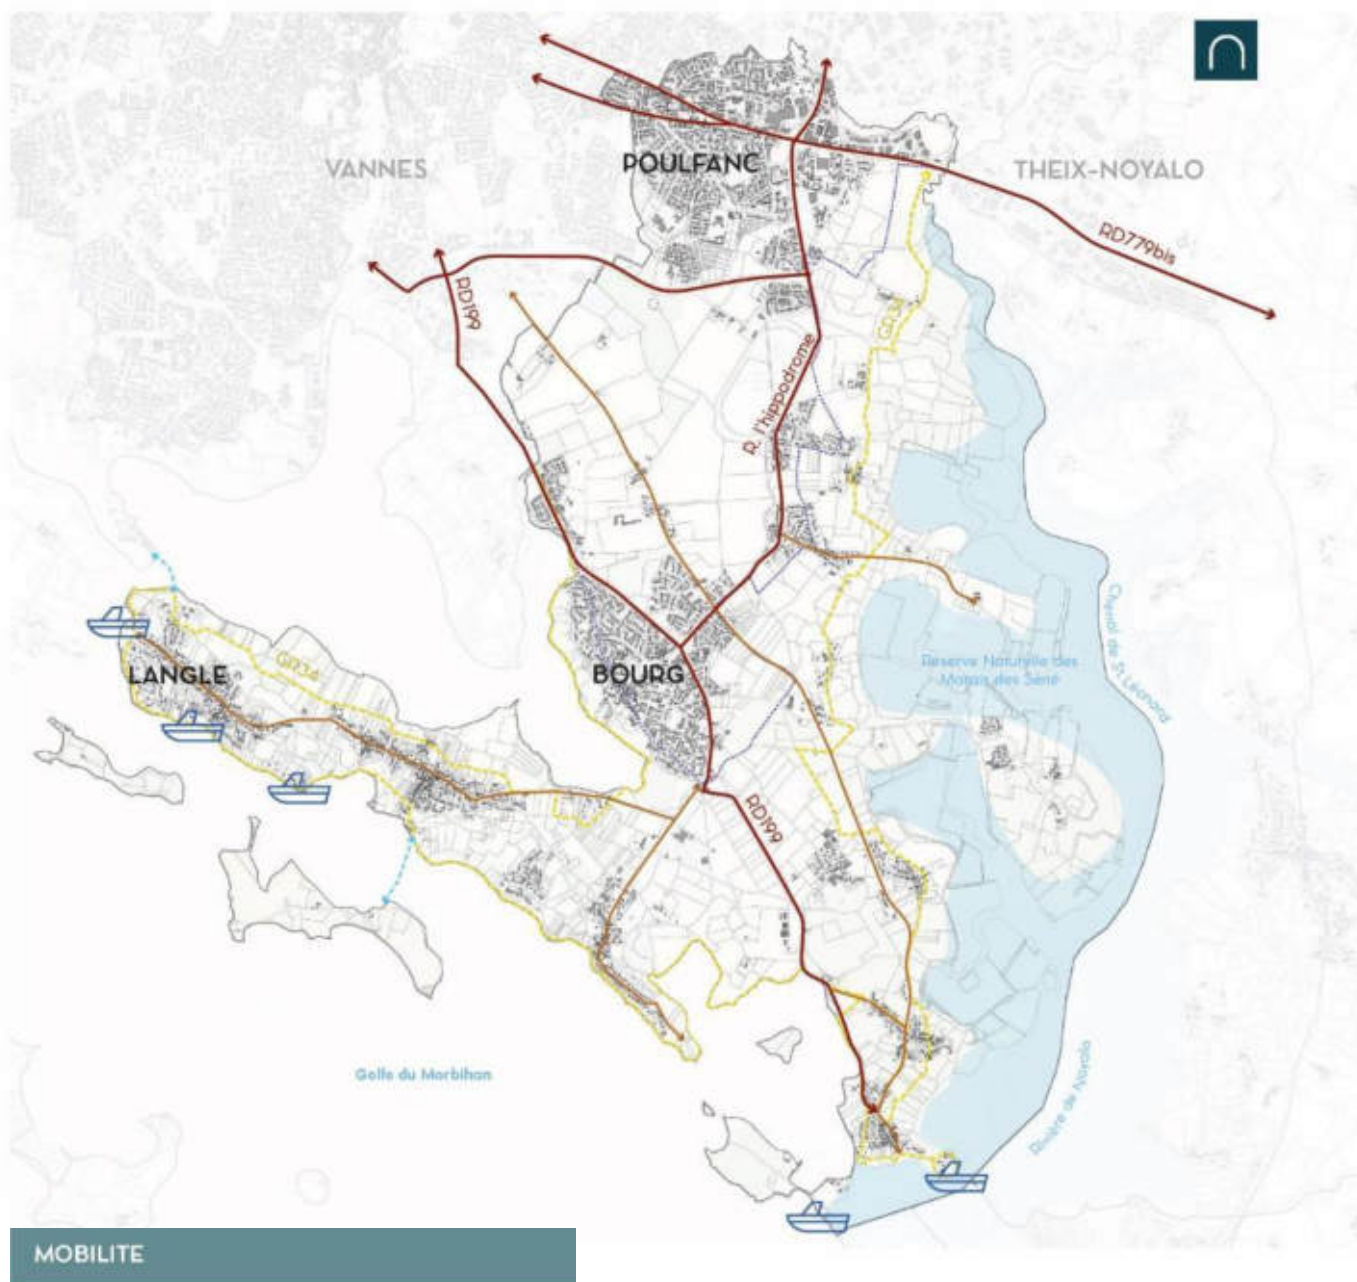 VANNES
POULFANC
THEIX-NOYALO
RD779bis
RD199
GR34
R. l'hippodrome
LANGLE
GR34
BOURG
Réserve Naturelle des
Marais des Séné
Chenal de St Léonard
RD199
Golfe du Morbihan
Rivière de Noyalo
MOBILITE